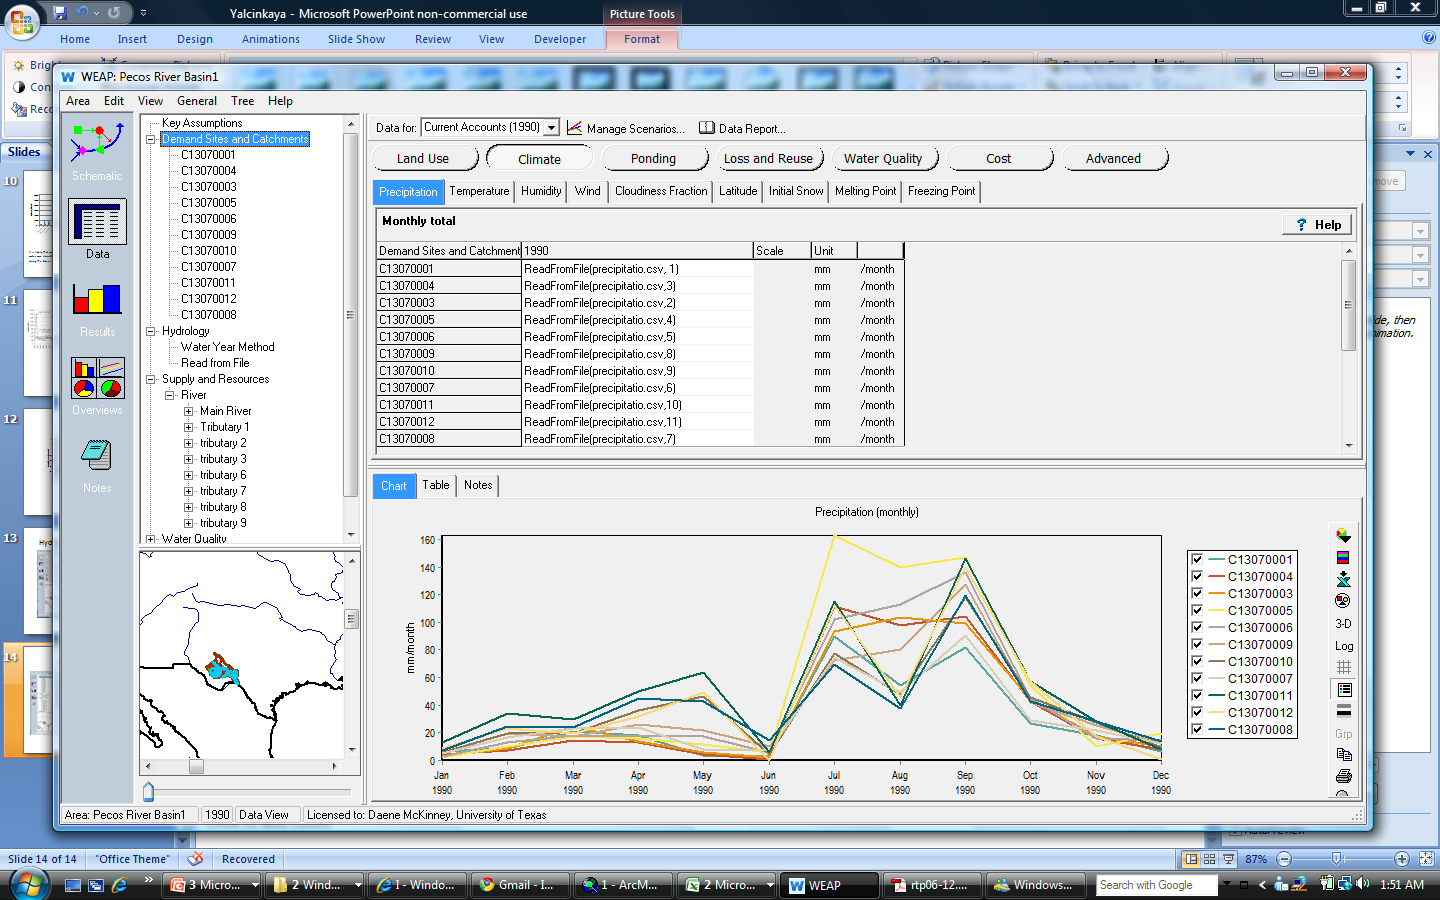 Yalcinkaya - Microsoft PowerPoint non-commercial use
Picture Tools
Home Insert Design Animations Slide Show Review View Developer Format
WEAP: Pecos River Basin1
Area Edit View General Tree Help
Slides
10
11
12
13
14
Schematic
Data
Results
Overviews
Notes
Key Assumptions
Demand Sites and Catchments
C13070001
C13070004
C13070003
C13070005
C13070006
C13070009
C13070010
C13070007
C13070011
C13070012
C13070008
Hydrology
Water Year Method
Read from File
Supply and Resources
River
Main River
Tributary 1
tributary 2
tributary 3
tributary 6
tributary 7
tributary 8
tributary 9
Water Quality
Data for: Current Accounts (1990) Manage Scenarios... Data Report...
Land Use Climate Ponding Loss and Reuse Water Quality Cost Advanced
Precipitation Temperature Humidity Wind Cloudiness Fraction Latitude Initial Snow Melting Point Freezing Point
Monthly total
? Help
Demand Sites and Catchment 1990 Scale Unit
C13070001 ReadFromFile(precipitatio.csv, 1) mm /month
C13070004 ReadFromFile(precipitatio.csv,3) mm /month
C13070003 ReadFromFile(precipitatio.csv,2) mm /month
C13070005 ReadFromFile(precipitatio.csv,4) mm /month
C13070006 ReadFromFile(precipitatio.csv,5) mm /month
C13070009 ReadFromFile(precipitatio.csv,8) mm /month
C13070010 ReadFromFile(precipitatio.csv,9) mm /month
C13070007 ReadFromFile(precipitatio.csv,6) mm /month
C13070011 ReadFromFile(precipitatio.csv,10) mm /month
C13070012 ReadFromFile(precipitatio.csv,11) mm /month
C13070008 ReadFromFile(precipitatio.csv,7) mm /month
Chart Table Notes
Precipitation (monthly)
mm/month
160
140
120
100
80
60
40
20
0
Jan Feb Mar Apr May Jun Jul Aug Sep Oct Nov Dec
1990 1990 1990 1990 1990 1990 1990 1990 1990 1990 1990 1990
C13070001
C13070004
C13070003
C13070005
C13070006
C13070009
C13070010
C13070007
C13070011
C13070012
C13070008
3-D
Log
Grp
Area: Pecos River Basin1 1990 Data View Licensed to: Daene McKinney, University of Texas
Slide 14 of 14 "Office Theme" Recovered 87%
3 Micro... 2 Wind... I - Windo... Gmail - I... 1 - ArcM... 2 Micro... WEAP rtp06-12.... Windows... Search with Google 1:51 AM